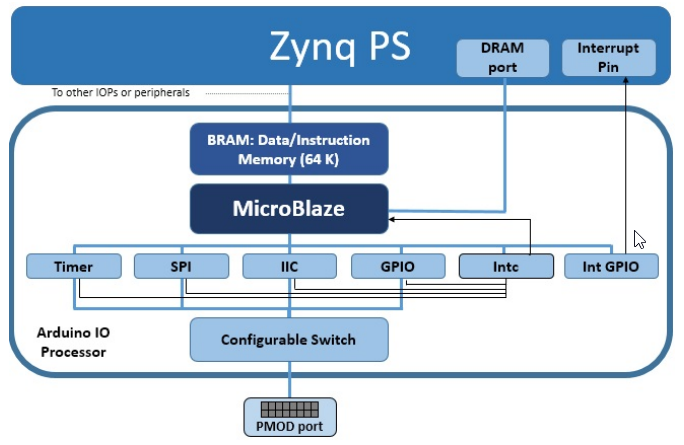 Zynq PS
DRAM
port
Interrupt
Pin
To other IOPs or peripherals
BRAM: Data/Instruction
Memory (64 K)
MicroBlaze
Timer
SPI
IIC
GPIO
Intc
Int GPIO
Arduino IO
Processor
Configurable Switch
PMOD port